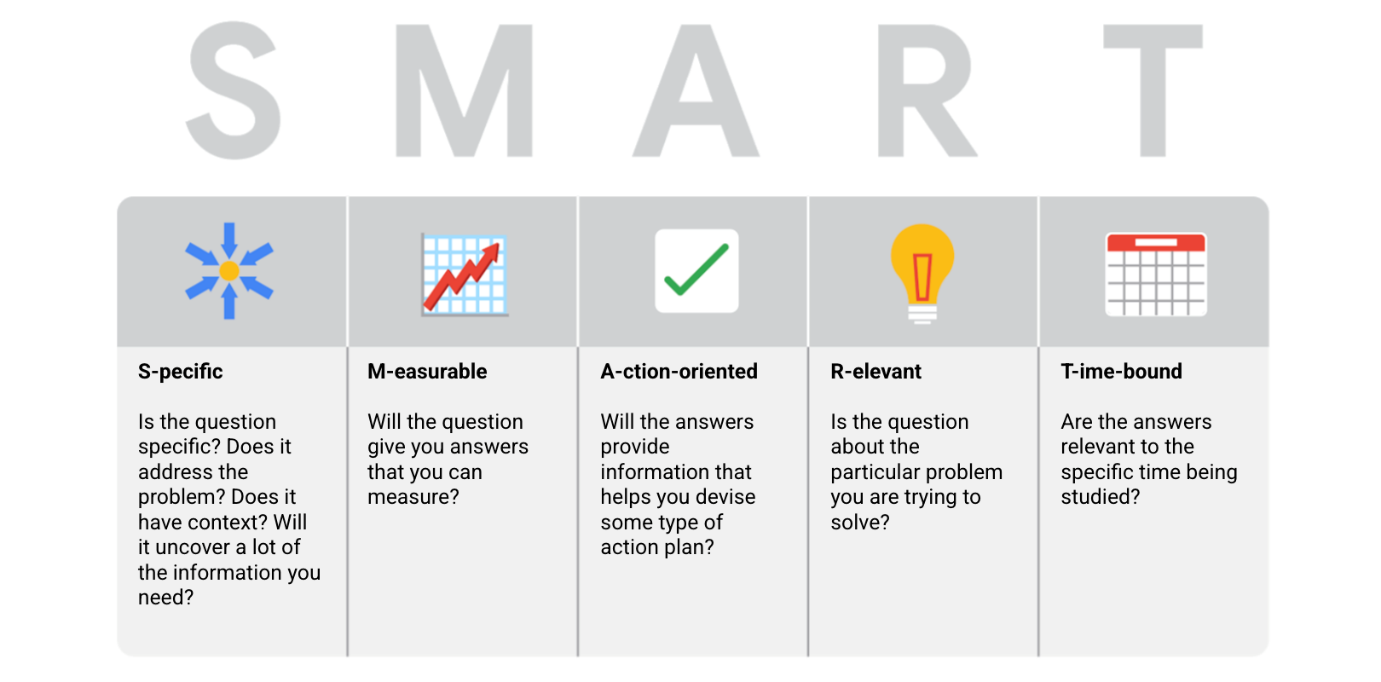 S M A R T
S-pecific
Is the question
specific? Does it
address the
problem? Does it
have context? Will
it uncover a lot of
the information you
need?
M-easurable
Will the question
give you answers
that you can
measure?
A-ction-oriented
Will the answers
provide
information that
helps you devise
some type of
action plan?
R-elevant
Is the question
about the
particular problem
you are trying to
solve?
T-ime-bound
Are the answers
relevant to the
specific time being
studied?